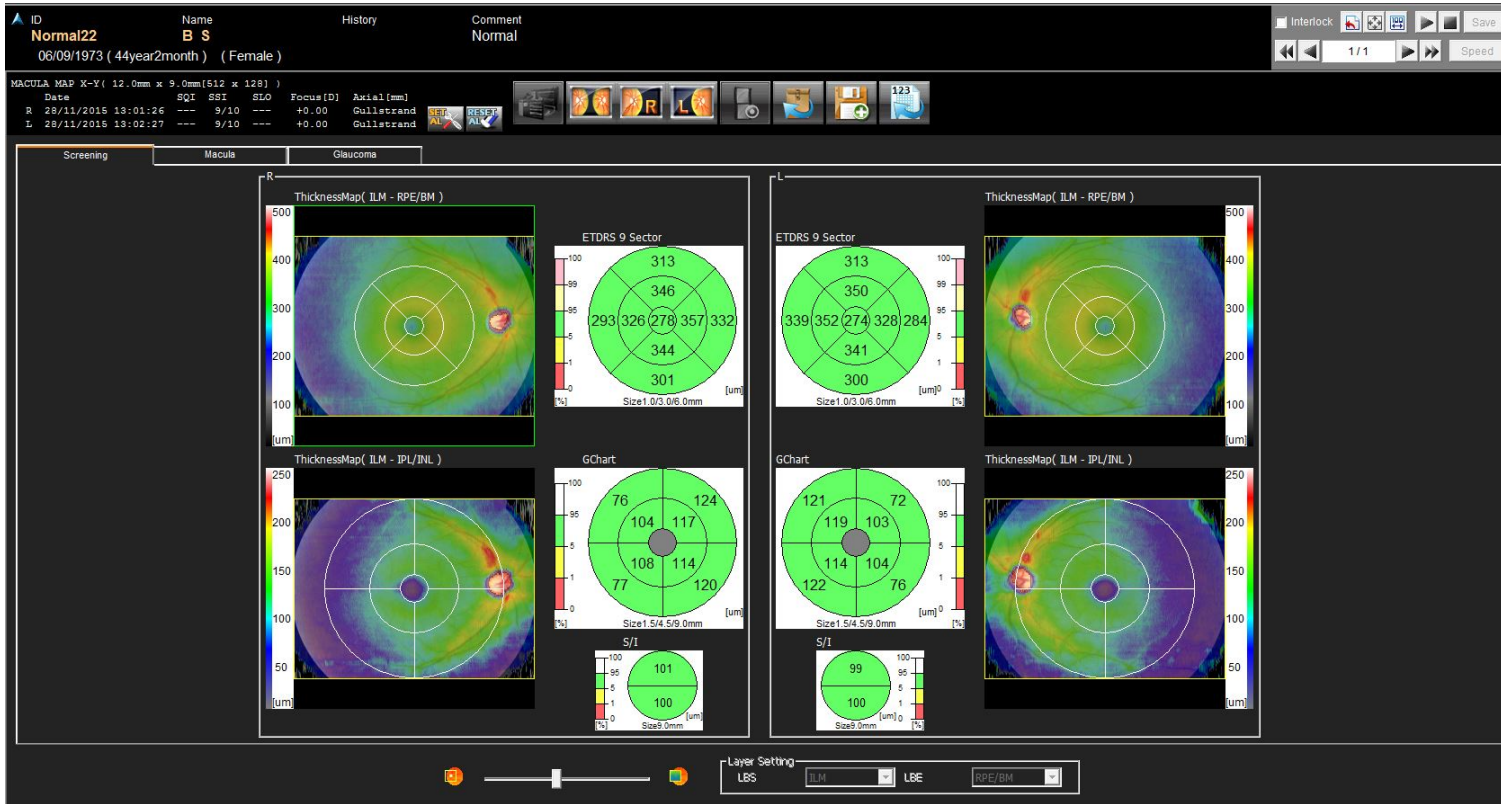 ID Name History Comment
Normal22 B S Normal
06/09/1973 ( 44year2month ) ( Female )
Interlock Save
1/1 Speed
MACULA MAP X-Y( 12.0mm x 9.0mm[512 x 128] )
Date SQI SSI SLO Focus[D] Axial[mm]
R 28/11/2015 13:01:26 --- 9/10 --- +0.00 Gullstrand
L 28/11/2015 13:02:27 --- 9/10 --- +0.00 Gullstrand
SET AL RESET AL R L 123
Screening Macula Glaucoma
R
ThicknessMap( ILM - RPE/BM )
500
400
300
200
100
[um]
ETDRS 9 Sector
100
99
95
5
1
0
[%]
313
346
293 326 278 357 332
344
301
[um]
Size1.0/3.0/6.0mm
ThicknessMap( ILM - IPL/INL )
250
200
150
100
50
[um]
GChart
100
95
5
1
0
[%]
76 124
104 117
108 114
77 120
[um]
Size1.5/4.5/9.0mm
S/I
100
95
5
1
0
[%]
101
100
[um]
Size9.0mm
L
ETDRS 9 Sector
313
350
339 352 274 328 284
341
300
[um]
Size1.0/3.0/6.0mm
100
99
95
5
1
0
[%]
ThicknessMap( ILM - RPE/BM )
500
400
300
200
100
[um]
GChart
121 72
119 103
114 104
122 76
[um]
Size1.5/4.5/9.0mm
100
95
5
1
0
[%]
ThicknessMap( ILM - IPL/INL )
250
200
150
100
50
[um]
S/I
99
100
[um]
Size9.0mm
100
95
5
1
0
[%]
Layer Setting
LBS ILM LBE RPE/BM